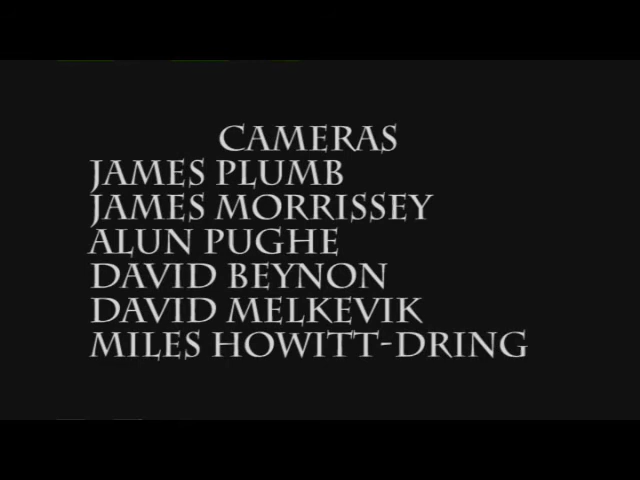 CAMERAS
JAMES PLUMB
JAMES MORRISSEY
ALUN PUGHE
DAVID BEYNON
DAVID MELKEVIK
MILES HOWITT-DRING